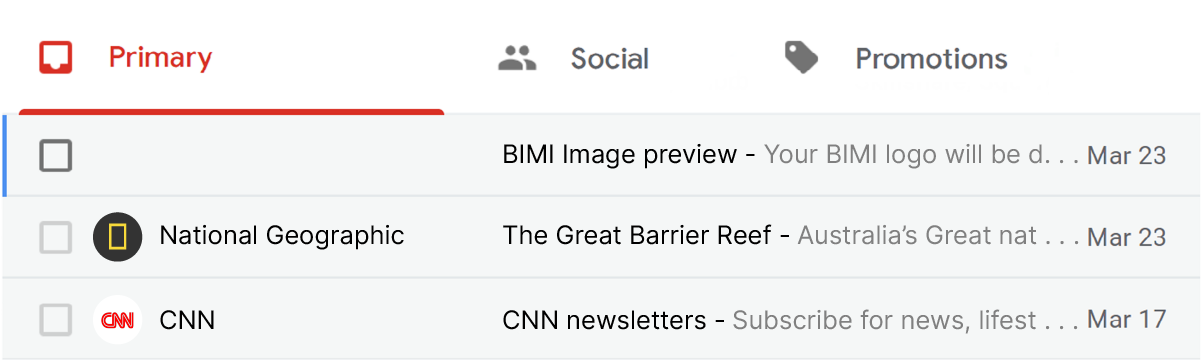 Primary Social Promotions
BIMI Image preview - Your BIMI logo will be d. . . Mar 23
National Geographic The Great Barrier Reef - Australia’s Great nat . . . Mar 23
CNN CNN CNN newsletters - Subscribe for news, lifest . . . Mar 17